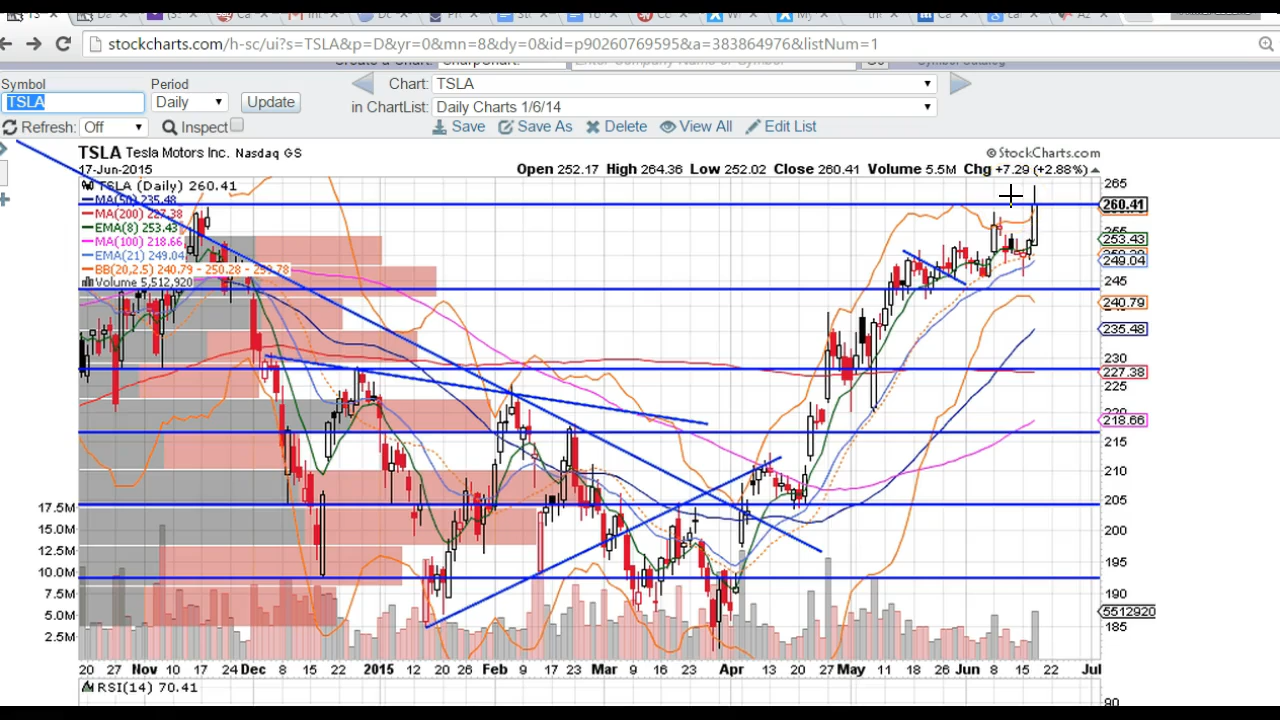 stockcharts.com/h-sc/ui?s=TSLA&p=D&yr=0&mn=8&dy=0&id=p90260769595&a=383864976&listNum=1
Symbol Period Chart: TSLA
TSLA Daily Update in ChartList: Daily Charts 1/6/14
Refresh: Off Inspect Save Save As Delete View All Edit List
TSLA Tesla Motors Inc. Nasdaq GS © StockCharts.com
17-Jun-2015 Open 252.17 High 264.36 Low 252.02 Close 260.41 Volume 5.5M Chg +7.29 (+2.88%)
TSLA (Daily) 260.41
MA(50) 235.48
MA(200) 227.38
EMA(8) 253.43
MA(100) 218.66
EMA(21) 249.04
BB(20,2.5) 240.79 - 250.28 - 259.78
Volume 5,512,920
265
260.41
255
253.43
249.04
245
240.79
235.48
230
227.38
225
220
218.66
215
210
205
200
195
190
5512920
185
17.5M
15.0M
12.5M
10.0M
7.5M
5.0M
2.5M
20 27 Nov 10 17 24 Dec 8 15 22 2015 12 20 26 Feb 9 17 23 Mar 9 16 23 Apr 13 20 27 May 11 18 26 Jun 8 15 22 Jul
RSI(14) 70.41
90